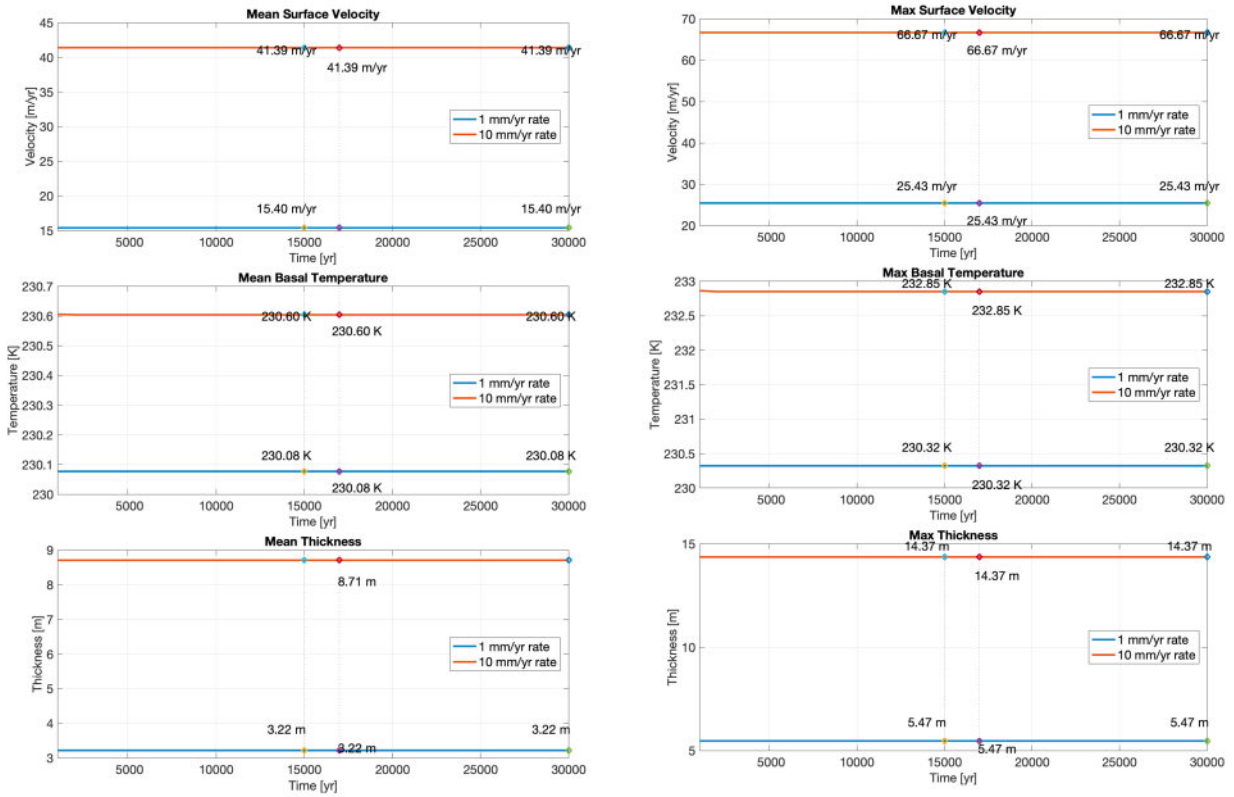 Mean Surface Velocity
45
40
35
30
25
20
15
Velocity [m/yr]
41.39 m/yr
41.39 m/yr
41.39 m/yr
1 mm/yr rate
10 mm/yr rate
15.40 m/yr
15.40 m/yr
5000 10000 15000 20000 25000 30000
Time [yr]
Max Surface Velocity
70
60
50
40
30
20
Velocity [m/yr]
66.67 m/yr
66.67 m/yr
66.67 m/yr
1 mm/yr rate
10 mm/yr rate
25.43 m/yr
25.43 m/yr
25.43 m/yr
5000 10000 15000 20000 25000 30000
Time [yr]
Mean Basal Temperature
230.7
230.6
230.5
230.4
230.3
230.2
230.1
230
Temperature [K]
230.60 K
230.60 K
230.60 K
1 mm/yr rate
10 mm/yr rate
230.08 K
230.08 K
230.08 K
5000 10000 15000 20000 25000 30000
Time [yr]
Max Basal Temperature
233
232.5
232
231.5
231
230.5
230
Temperature [K]
232.85 K
232.85 K
232.85 K
1 mm/yr rate
10 mm/yr rate
230.32 K
230.32 K
230.32 K
5000 10000 15000 20000 25000 30000
Time [yr]
Mean Thickness
9
8
7
6
5
4
3
Thickness [m]
8.71 m
1 mm/yr rate
10 mm/yr rate
3.22 m
3.22 m
3.22 m
5000 10000 15000 20000 25000 30000
Time [yr]
Max Thickness
15
10
5
Thickness [m]
14.37 m
14.37 m
14.37 m
1 mm/yr rate
10 mm/yr rate
5.47 m
5.47 m
5.47 m
5000 10000 15000 20000 25000 30000
Time [yr]